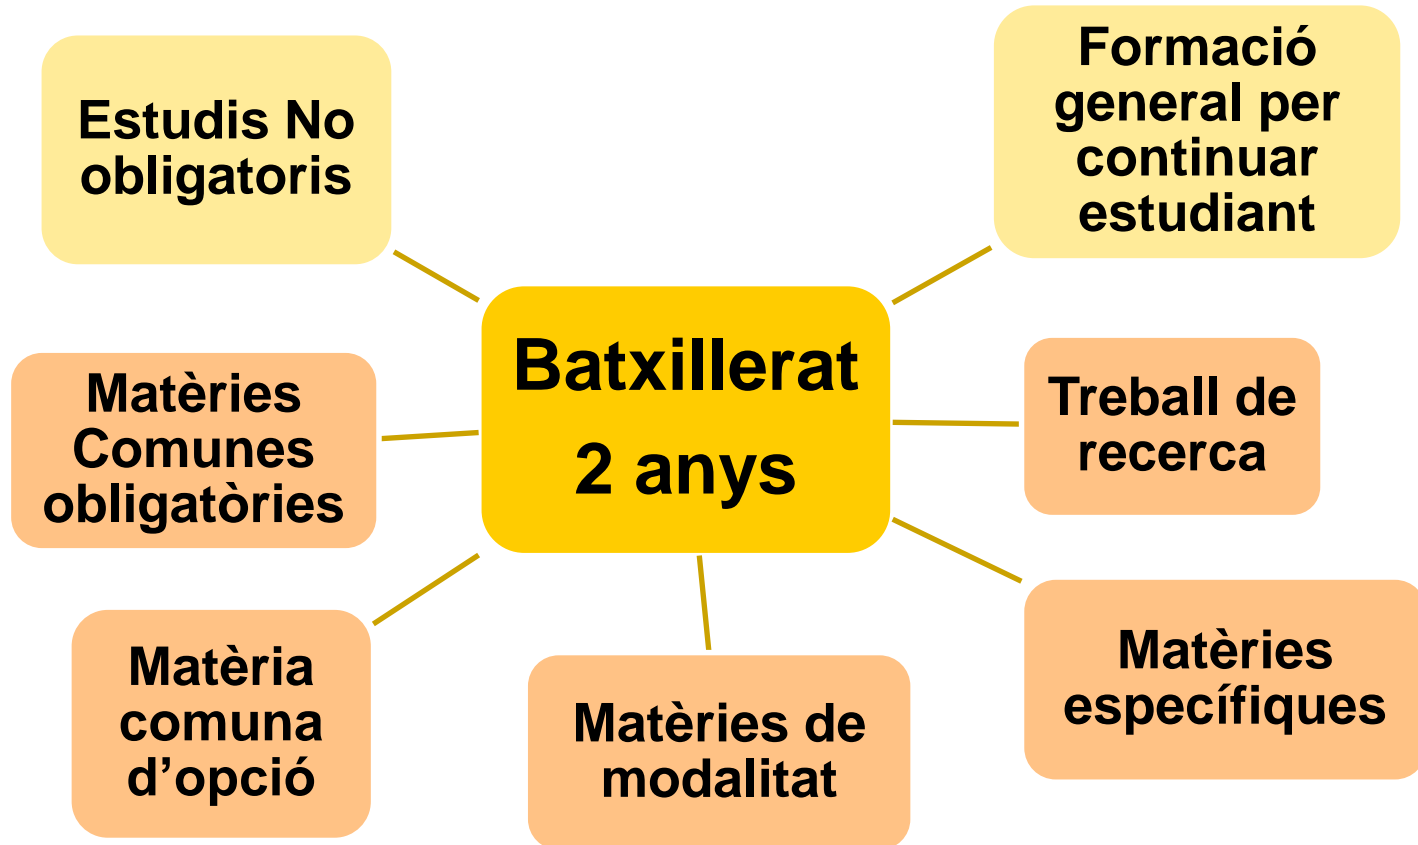 Estudis No
obligatoris
Formació
general per
continuar
estudiant
Batxillerat
2 anys
Matèries
Comunes
obligatòries
Treball de
recerca
Matèria
comuna
d’opció
Matèries de
modalitat
Matèries
específiques